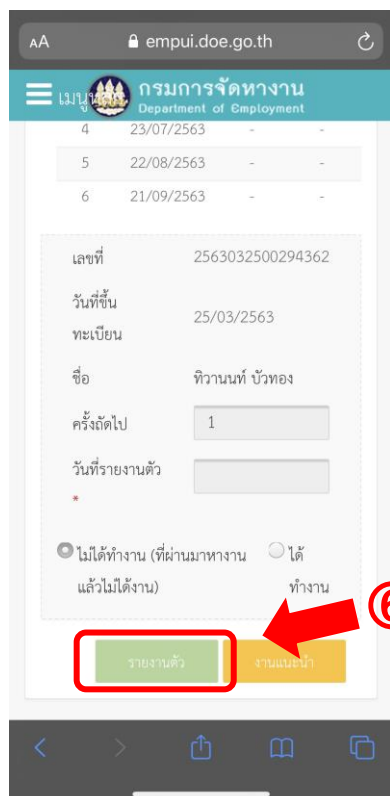 AA empui.doe.go.th
เมนู กรมการจัดหางาน
Department of Employment
4 23/07/2563 - -
5 22/08/2563 - -
6 21/09/2563 - -
เลขที่ 2563032500294362
วันที่ขึ้น
ทะเบียน 25/03/2563
ชื่อ ทิวานนท์ บัวทอง
ครั้งถัดไป 1
วันที่รายงานตัว
*
ไม่ได้ทำงาน (ที่ผ่านมาหางาน ได้
แล้วไม่ได้งาน) ทำงาน
6
รายงานตัว งานแนะนำ